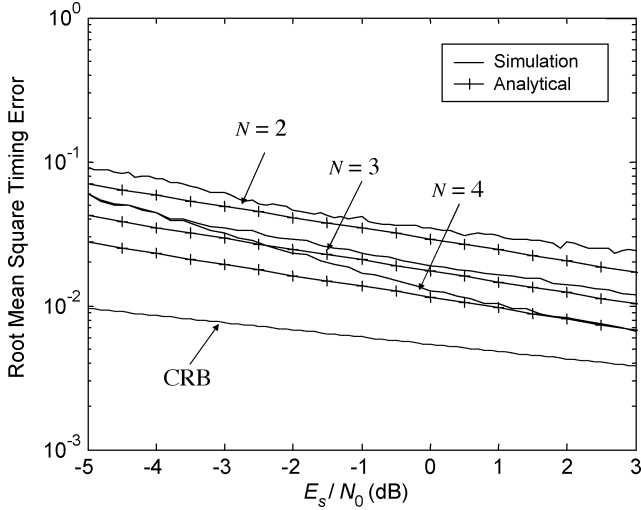 10^0
10^-1
10^-2
10^-3
Root Mean Square Timing Error
Simulation
Analytical
N = 2
N = 3
N = 4
CRB
-5 -4 -3 -2 -1 0 1 2 3
E_s / N_0 (dB)